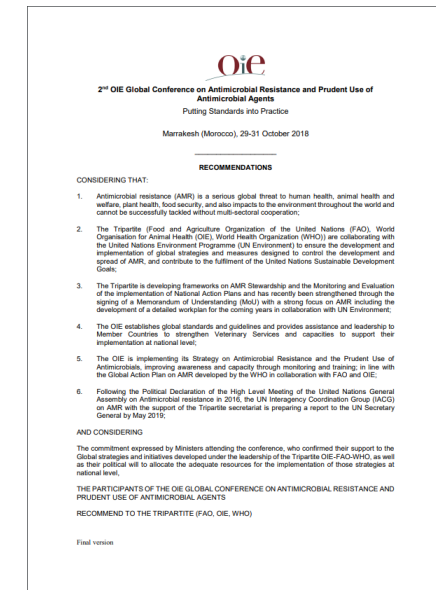 Oie
2nd OIE Global Conference on Antimicrobial Resistance and Prudent Use of
Antimicrobial Agents
Putting Standards into Practice
Marrakesh (Morocco), 29-31 October 2018
RECOMMENDATIONS
CONSIDERING THAT:
1. Antimicrobial resistance (AMR) is a serious global threat to human health, animal health and
welfare, plant health, food security, and also impacts to the environment throughout the world and
cannot be successfully tackled without multi-sectoral cooperation;
2. The Tripartite (Food and Agriculture Organization of the United Nations (FAO), World
Organisation for Animal Health (OIE), World Health Organization (WHO)) are collaborating with
the United Nations Environment Programme (UN Environment) to ensure the development and
implementation of global strategies and measures designed to control the development and
spread of AMR, and contribute to the fulfilment of the United Nations Sustainable Development
Goals;
3. The Tripartite is developing frameworks on AMR Stewardship and the Monitoring and Evaluation
of the implementation of National Action Plans and has recently been strengthened through the
signing of a Memorandum of Understanding (MoU) with a strong focus on AMR including the
development of a detailed workplan for the coming years in collaboration with UN Environment;
4. The OIE establishes global standards and guidelines and provides assistance and leadership to
Member Countries to strengthen Veterinary Services and capacities to support their
implementation at national level;
5. The OIE is implementing its Strategy on Antimicrobial Resistance and the Prudent Use of
Antimicrobials, improving awareness and capacity through monitoring and training; in line with
the Global Action Plan on AMR developed by the WHO in collaboration with FAO and OIE;
6. Following the Political Declaration of the High Level Meeting of the United Nations General
Assembly on Antimicrobial resistance in 2016, the UN Interagency Coordination Group (IACG)
on AMR with the support of the Tripartite secretariat is preparing a report to the UN Secretary
General by May 2019;
AND CONSIDERING
The commitment expressed by Ministers attending the conference, who confirmed their support to the
Global strategies and initiatives developed under the leadership of the Tripartite OIE-FAO-WHO, as well
as their political will to allocate the adequate resources for the implementation of those strategies at
national level,
THE PARTICIPANTS OF THE OIE GLOBAL CONFERENCE ON ANTIMICROBIAL RESISTANCE AND
PRUDENT USE OF ANTIMICROBIAL AGENTS
RECOMMEND TO THE TRIPARTITE (FAO, OIE, WHO)
Final version